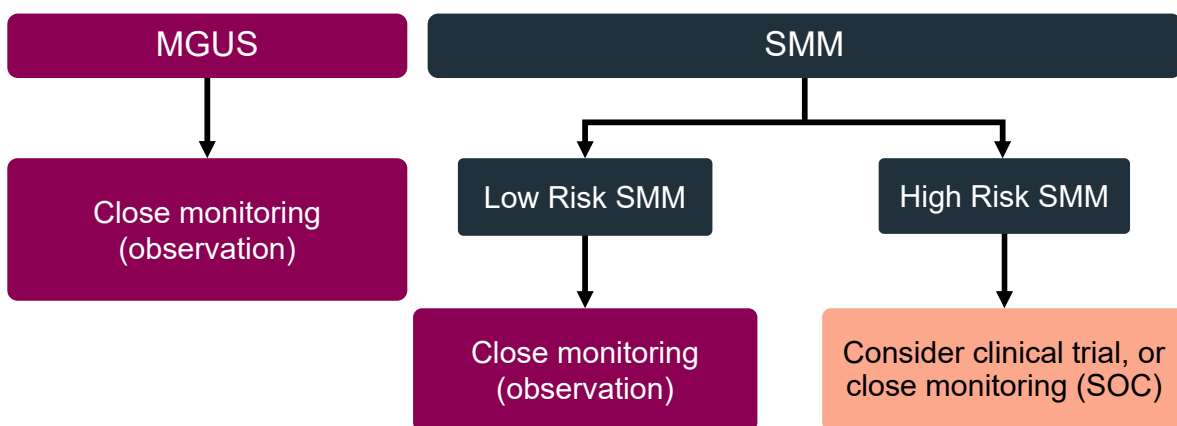 MGUS
SMM
Close monitoring
(observation)
Low Risk SMM
High Risk SMM
Close monitoring
(observation)
Consider clinical trial, or
close monitoring (SOC)